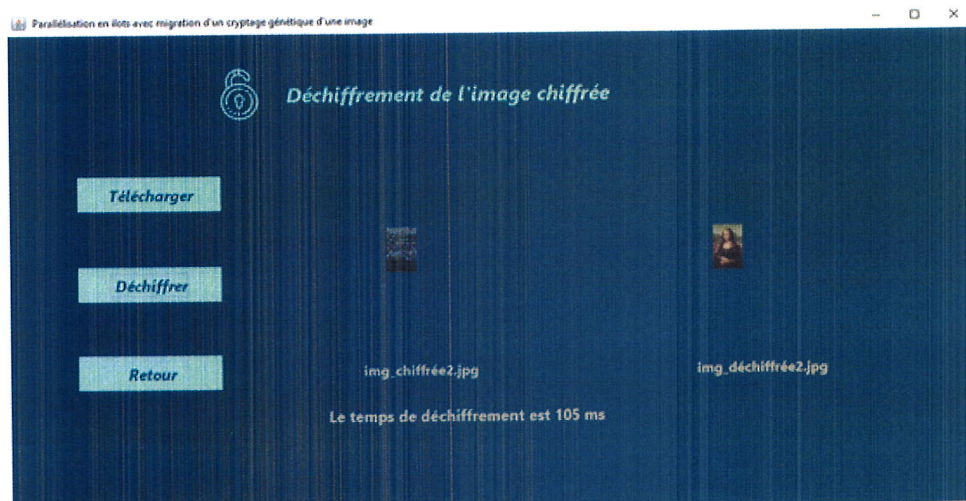 Parallélisation en ilots avec migration d'un cryptage génétique d'une image
Déchiffrement de l'image chiffrée
Télécharger
Déchiffrer
Retour
img_chiffrée2.jpg
img_déchiffrée2.jpg
Le temps de déchiffrement est 105 ms